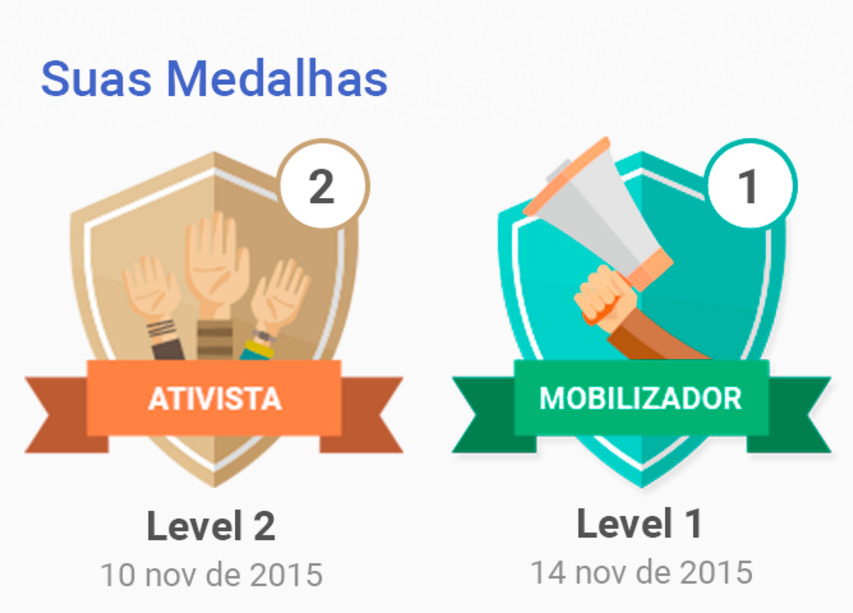 Suas Medalhas
2
1
ATIVISTA
MOBILIZADOR
Level 2
Level 1
10 nov de 2015
14 nov de 2015